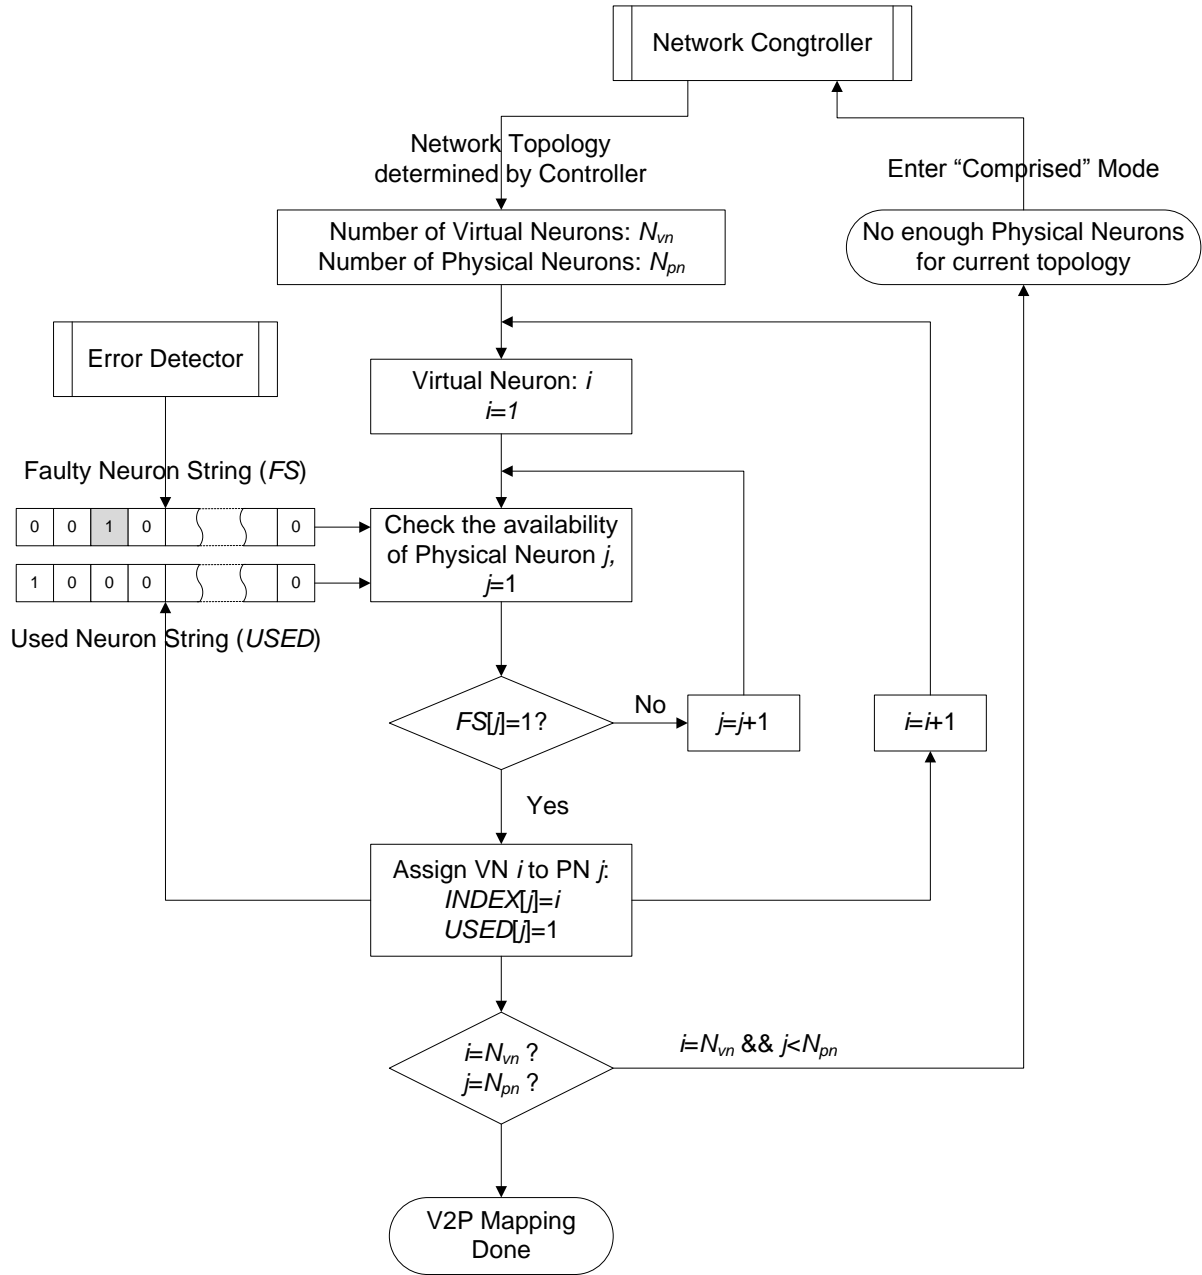 Network Congtroller
Network Topology
determined by Controller
Enter “Comprised” Mode
Number of Virtual Neurons: Nvn
Number of Physical Neurons: Npn
No enough Physical Neurons
for current topology
Error Detector
Virtual Neuron: i
i=1
Faulty Neuron String (FS)
0 0 1 0 0
Check the availability
of Physical Neuron j,
j=1
1 0 0 0 0
Used Neuron String (USED)
FS[j]=1?
No
j=j+1
i=i+1
Yes
Assign VN i to PN j:
INDEX[j]=i
USED[j]=1
i=Nvn ?
j=Npn ?
i=Nvn && j<Npn
V2P Mapping
Done